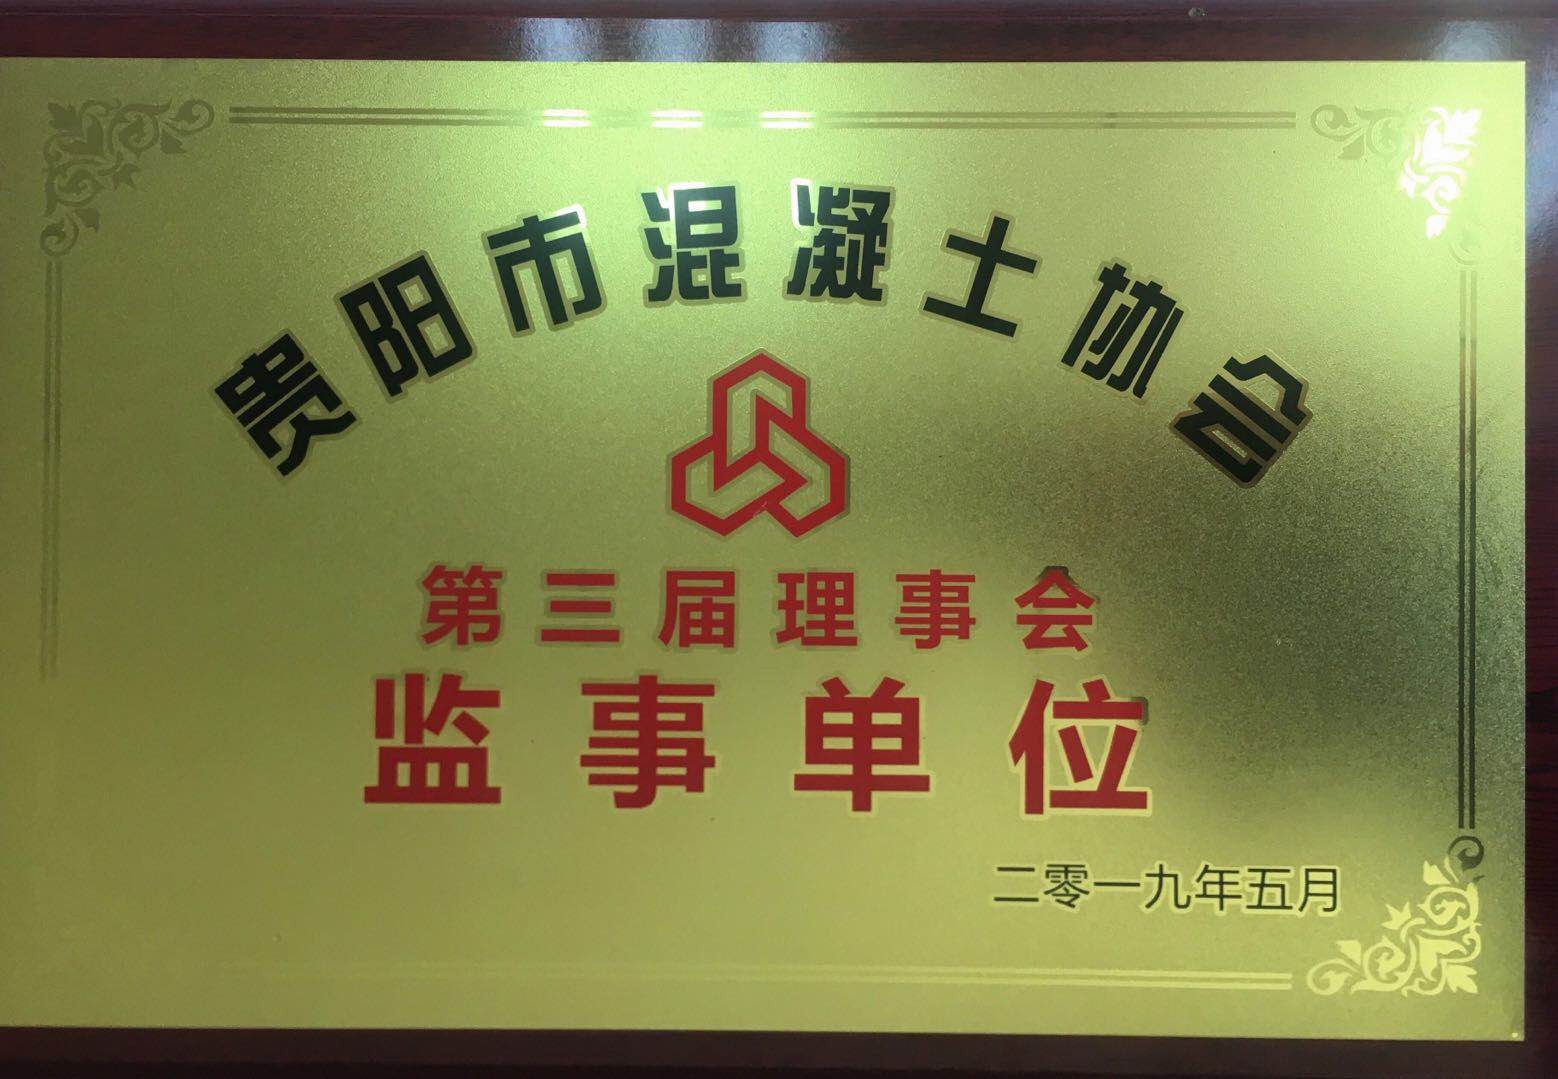 贵阳市混凝土协会
第三届理事会
监事单位
二零一九年五月